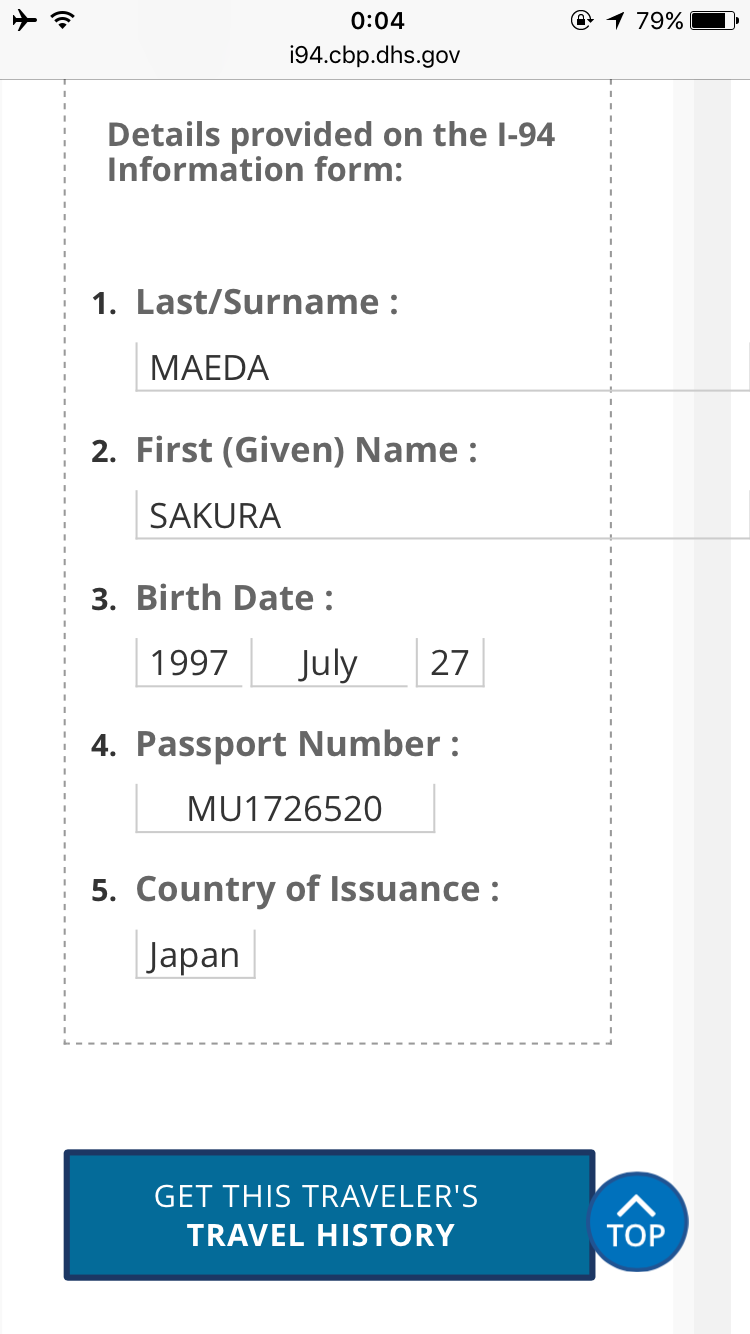 0:04
79%
i94.cbp.dhs.gov
Details provided on the I-94
Information form:
1. Last/Surname :
MAEDA
2. First (Given) Name :
SAKURA
3. Birth Date :
1997 July 27
4. Passport Number :
MU1726520
5. Country of Issuance :
Japan
GET THIS TRAVELER'S
TRAVEL HISTORY
TOP